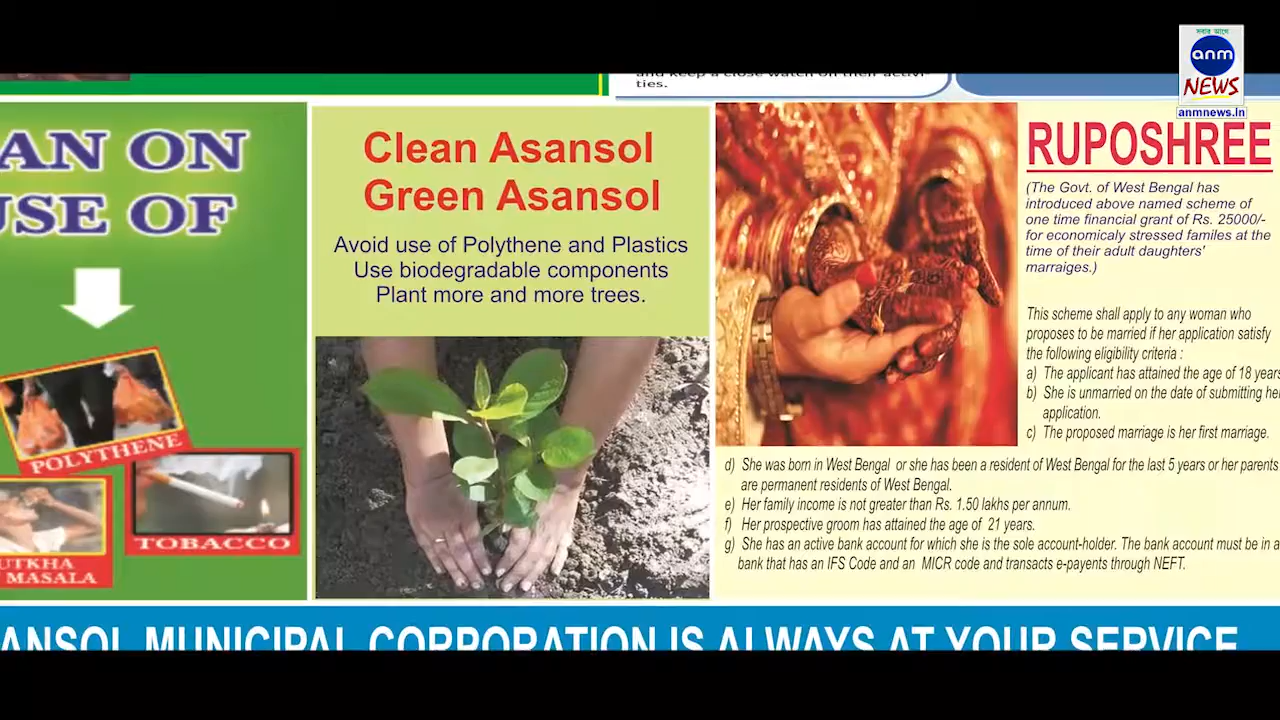 সবার আগে
anm
NEWS
anmnews.in
and keep a close watch on their activi-
ties.
AN ON
USE OF
POLYTHENE
TOBACCO
UTKHA
MASALA
Clean Asansol
Green Asansol
Avoid use of Polythene and Plastics
Use biodegradable components
Plant more and more trees.
RUPOSHREE
(The Govt. of West Bengal has
introduced above named scheme of
one time financial grant of Rs. 25000/-
for economicaly stressed familes at the
time of their adult daughters'
marraiges.)
This scheme shall apply to any woman who
proposes to be married if her application satisfy
the following eligibility criteria :
a) The applicant has attained the age of 18 years
b) She is unmarried on the date of submitting her
application.
c) The proposed marriage is her first marriage.
d) She was born in West Bengal or she has been a resident of West Bengal for the last 5 years or her parents
are permanent residents of West Bengal.
e) Her family income is not greater than Rs. 1.50 lakhs per annum.
f) Her prospective groom has attained the age of 21 years.
g) She has an active bank account for which she is the sole account-holder. The bank account must be in a
bank that has an IFS Code and an MICR code and transacts e-payents through NEFT.
ANSOL MUNICIPAL CORPORATION IS ALWAYS AT YOUR SERVICE